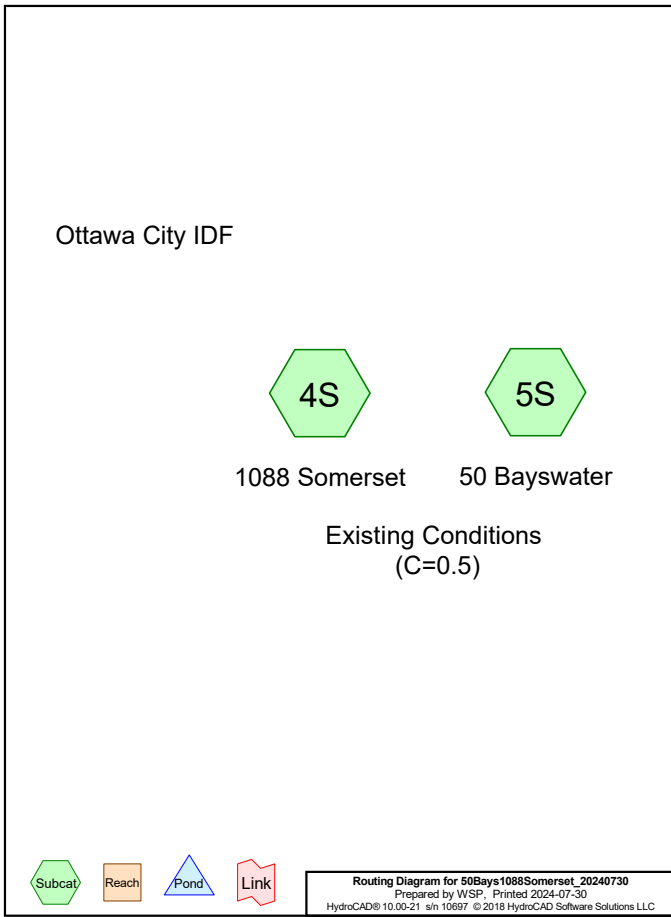 Ottawa City IDF
4S
5S
1088 Somerset
50 Bayswater
Existing Conditions
(C=0.5)
Subcat
Reach
Pond
Link
Routing Diagram for 50Bays1088Somerset_20240730
Prepared by WSP, Printed 2024-07-30
HydroCAD® 10.00-21 s/n 10697 © 2018 HydroCAD Software Solutions LLC